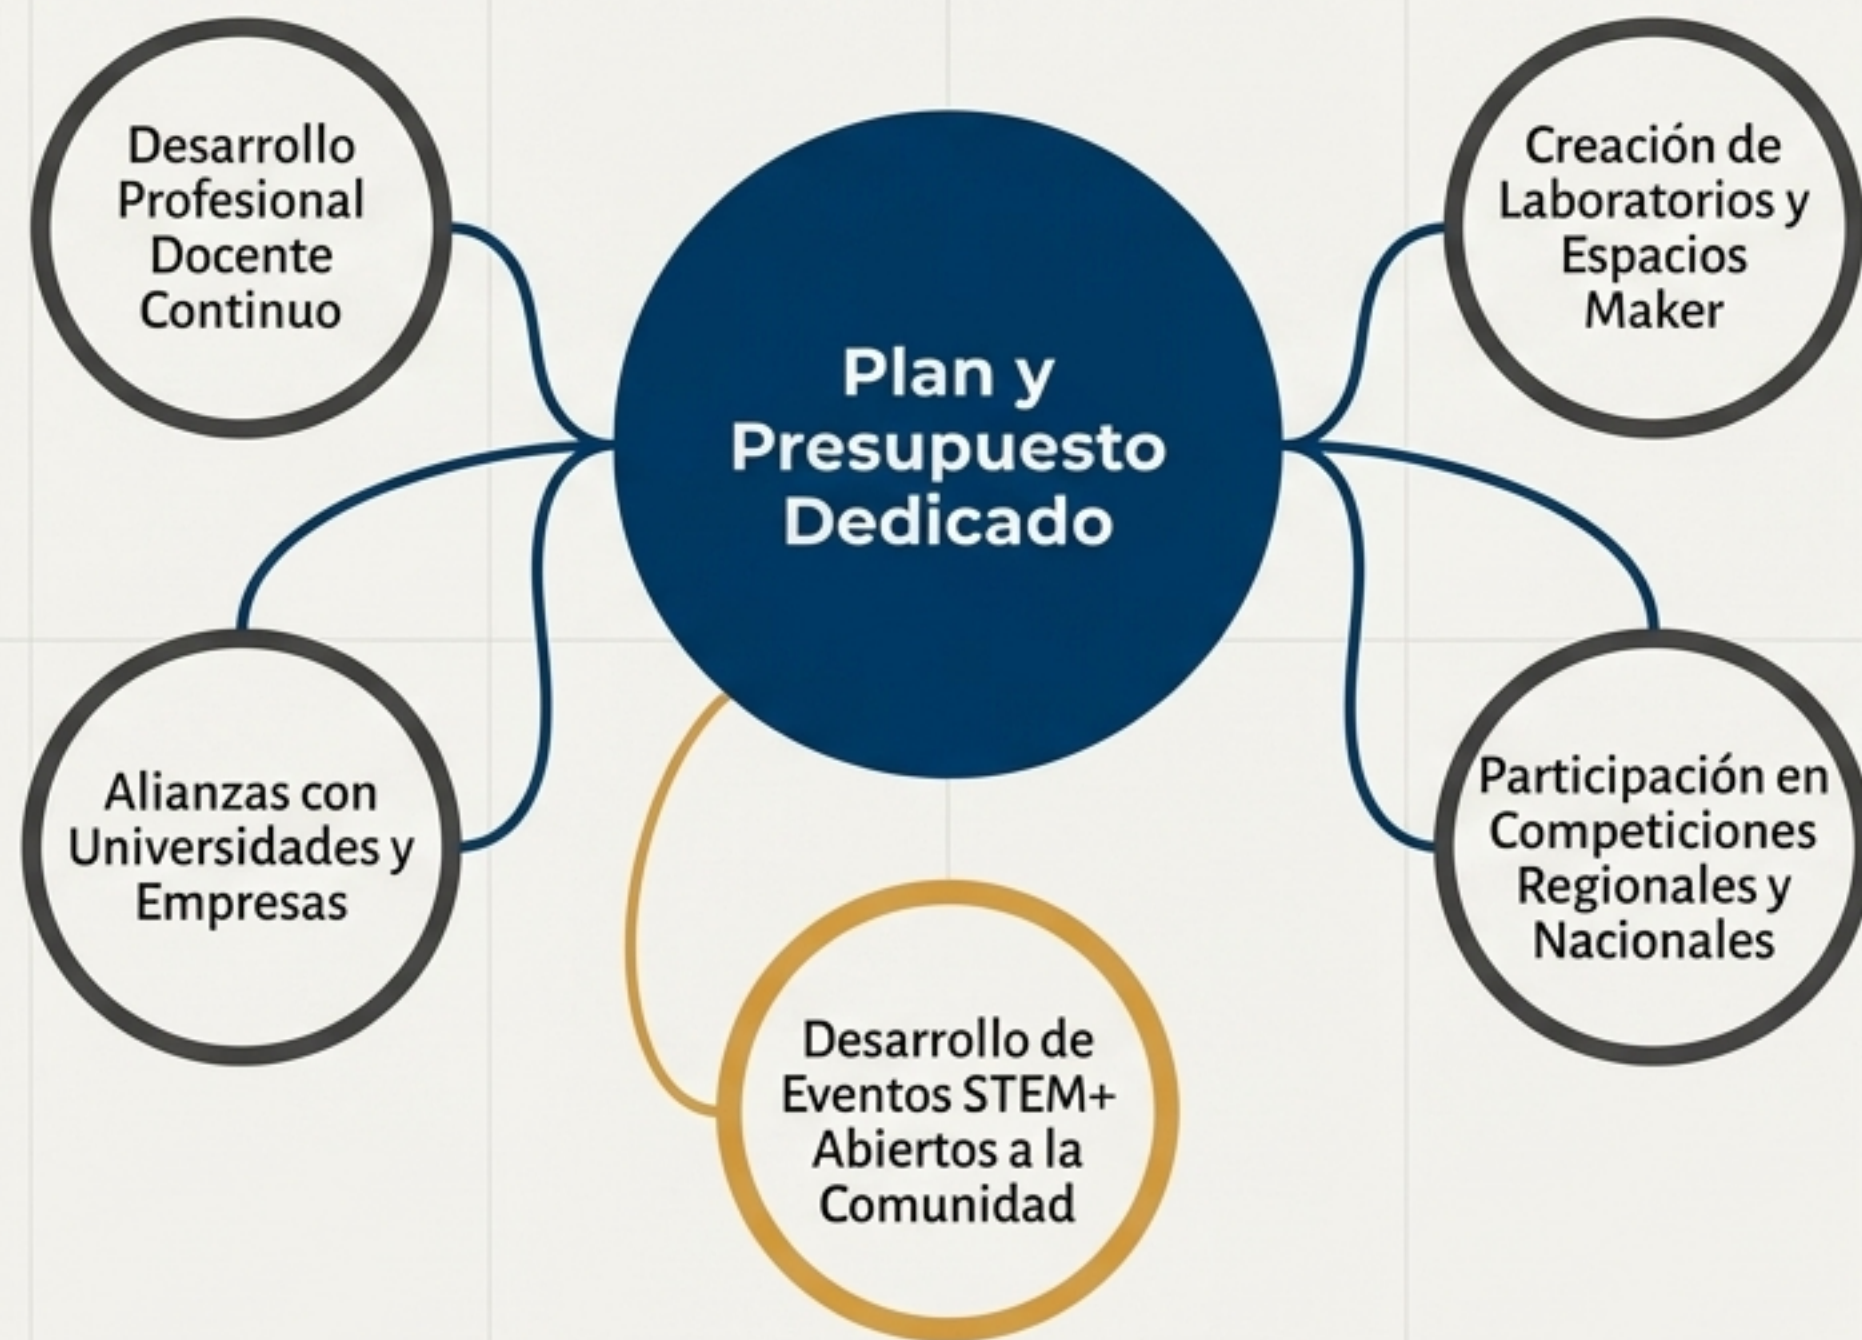 Desarrollo
Profesional
Docente
Continuo
Plan y
Presupuesto
Dedicado
Creación de
Laboratorios y
Espacios
Maker
Alianzas con
Universidades y
Empresas
Participación en
Competiciones
Regionales y
Nacionales
Desarrollo de
Eventos STEM+
Abiertos a la
Comunidad